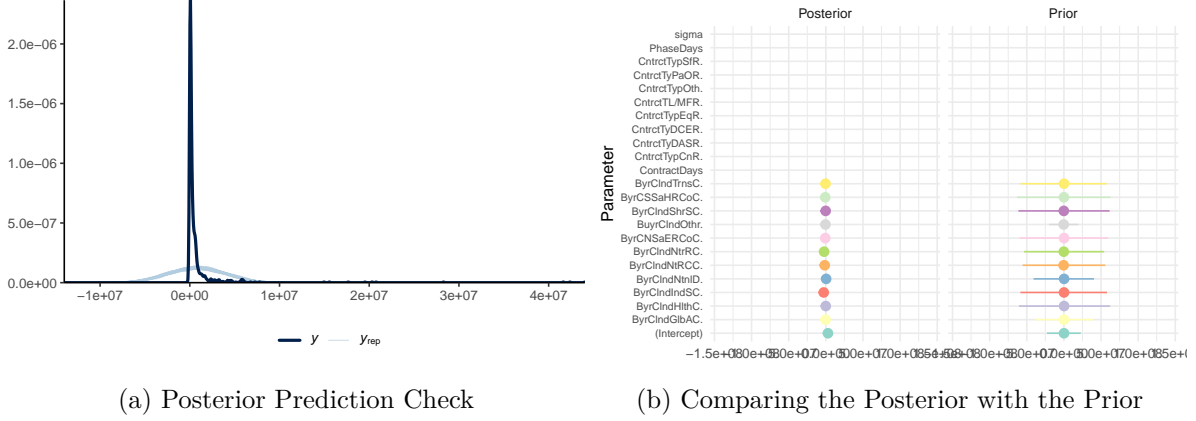 2.0e−06
1.5e−06
1.0e−06
5.0e−07
0.0e+00
−1e+07
0e+00
1e+07
2e+07
3e+07
4e+07
y
yrep
(a) Posterior Prediction Check
Posterior
Prior
Parameter
sigma
PhaseDays
CntrctTypSfR.
CntrctTyPaOR.
CntrctTypOth.
CntrctTL/MFR.
CntrctTypEqR.
CntrctTyDCER.
CntrctTyDASR.
CntrctTypCnR.
ContractDays
ByrClndTrnsC.
ByrCSSaHRCoC.
ByrClndShrSC.
BuyrClndOthr.
ByrCNSaERCoC.
ByrClndNtrRC.
ByrClndNtRCC.
ByrClndNtnlD.
ByrClndIndSC.
ByrClndHlthC.
ByrClndGlbAC.
(Intercept)
(b) Comparing the Posterior with the Prior